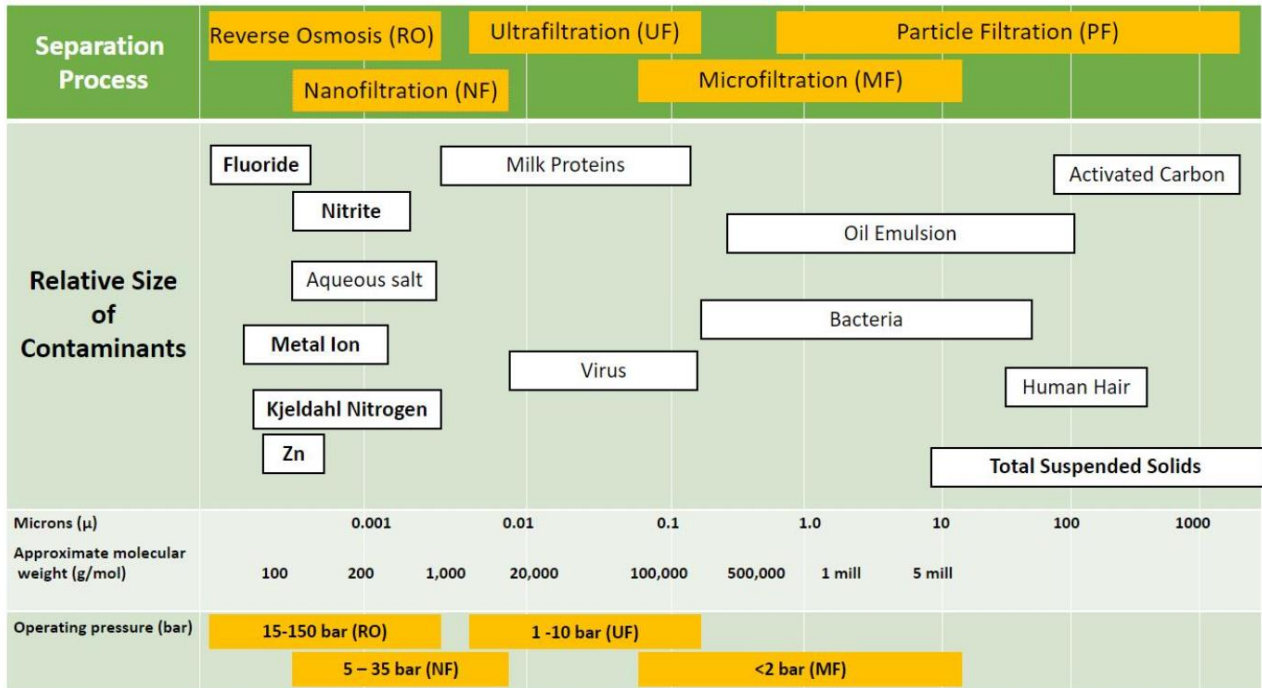 Separation
Process
Reverse Osmosis (RO)
Ultrafiltration (UF)
Particle Filtration (PF)
Nanofiltration (NF)
Microfiltration (MF)
Relative Size
of
Contaminants
Fluoride
Milk Proteins
Activated Carbon
Nitrite
Oil Emulsion
Aqueous salt
Bacteria
Metal Ion
Virus
Human Hair
Kjeldahl Nitrogen
Zn
Total Suspended Solids
Microns (μ) 0.001 0.01 0.1 1.0 10 100 1000
Approximate molecular
weight (g/mol) 100 200 1,000 20,000 100,000 500,000 1 mill 5 mill
Operating pressure (bar) 15-150 bar (RO) 1 -10 bar (UF)
5 – 35 bar (NF) <2 bar (MF)